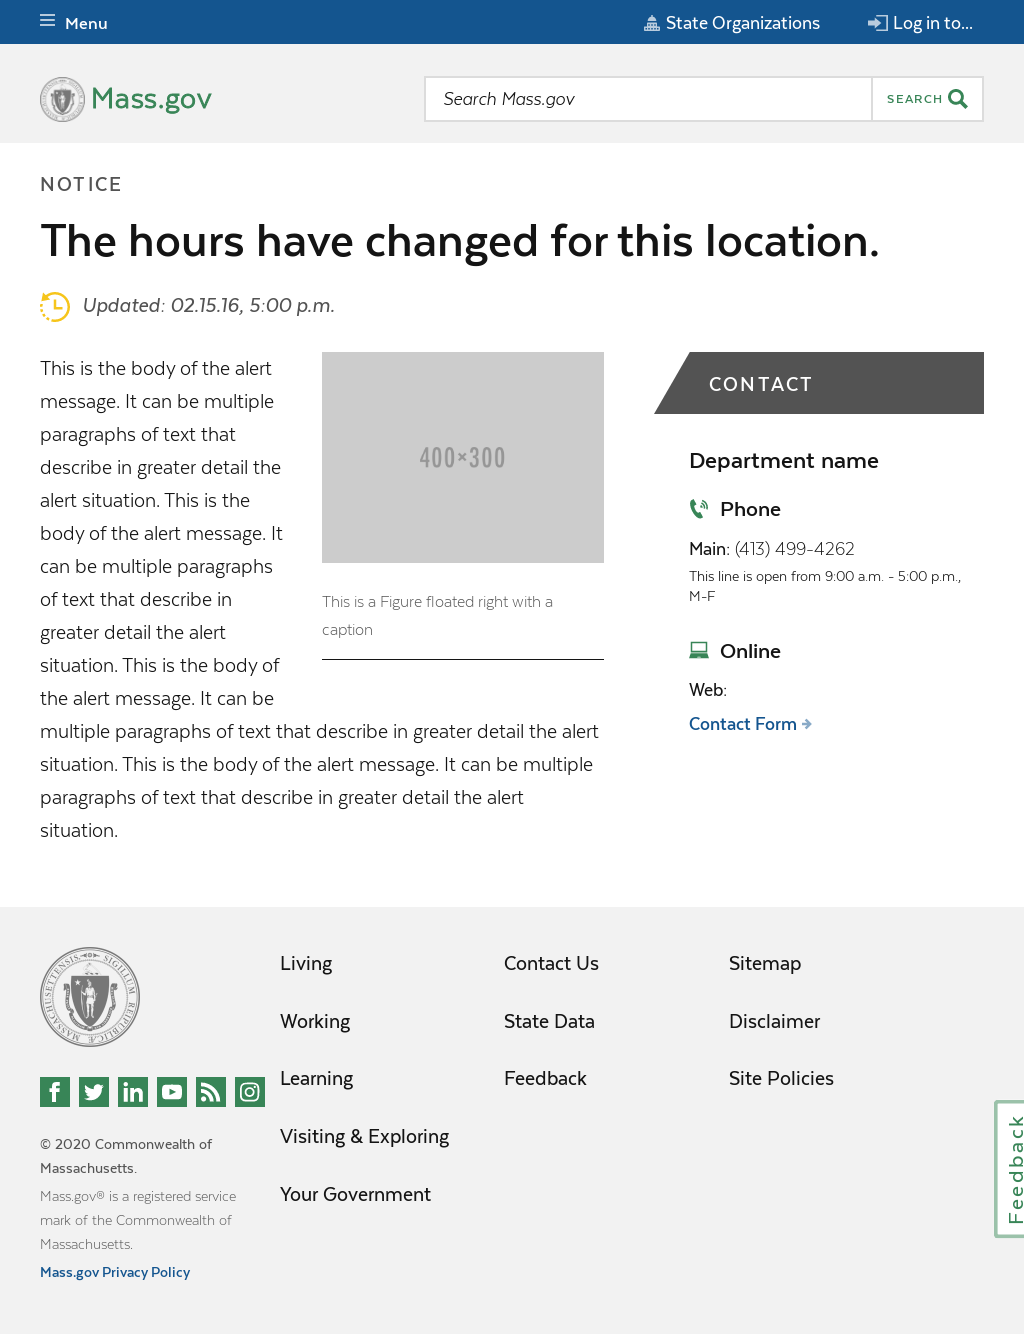 Menu
State Organizations
Log in to...
Mass.gov
Search Mass.gov
SEARCH
NOTICE
The hours have changed for this location.
Updated: 02.15.16, 5:00 p.m.
This is the body of the alert
message. It can be multiple
paragraphs of text that
describe in greater detail the
alert situation. This is the
body of the alert message. It
can be multiple paragraphs
of text that describe in
greater detail the alert
situation. This is the body of
the alert message. It can be
multiple paragraphs of text that describe in greater detail the alert
situation. This is the body of the alert message. It can be multiple
paragraphs of text that describe in greater detail the alert
situation.
400×300
This is a Figure floated right with a
caption
CONTACT
Department name
Phone
Main: (413) 499-4262
This line is open from 9:00 a.m. - 5:00 p.m.,
M-F
Online
Web:
Contact Form
Living
Working
Learning
Visiting & Exploring
Your Government
Contact Us
State Data
Feedback
Sitemap
Disclaimer
Site Policies
© 2020 Commonwealth of
Massachusetts.
Mass.gov® is a registered service
mark of the Commonwealth of
Massachusetts.
Mass.gov Privacy Policy
Feedback